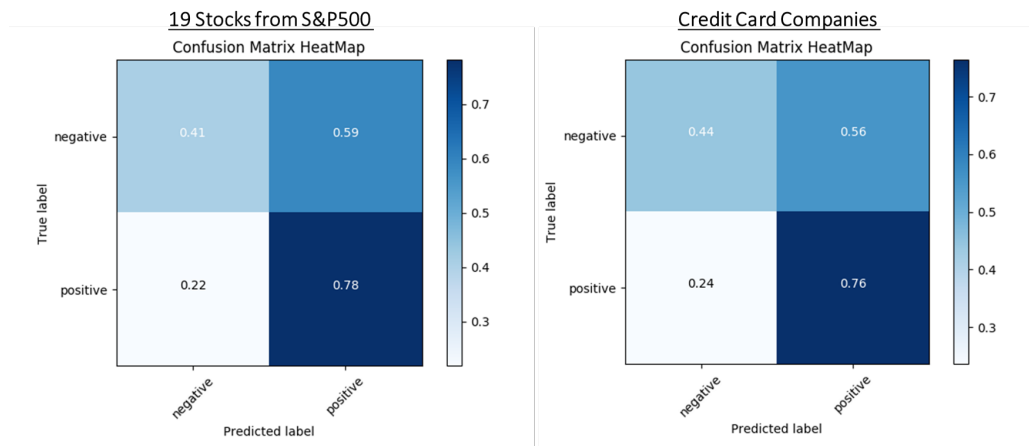 19 Stocks from S&P500
Confusion Matrix HeatMap
True label
negative
positive
0.41
0.59
0.22
0.78
negative
positive
Predicted label
0.7
0.6
0.5
0.4
0.3
Credit Card Companies
Confusion Matrix HeatMap
True label
negative
positive
0.44
0.56
0.24
0.76
negative
positive
Predicted label
0.7
0.6
0.5
0.4
0.3